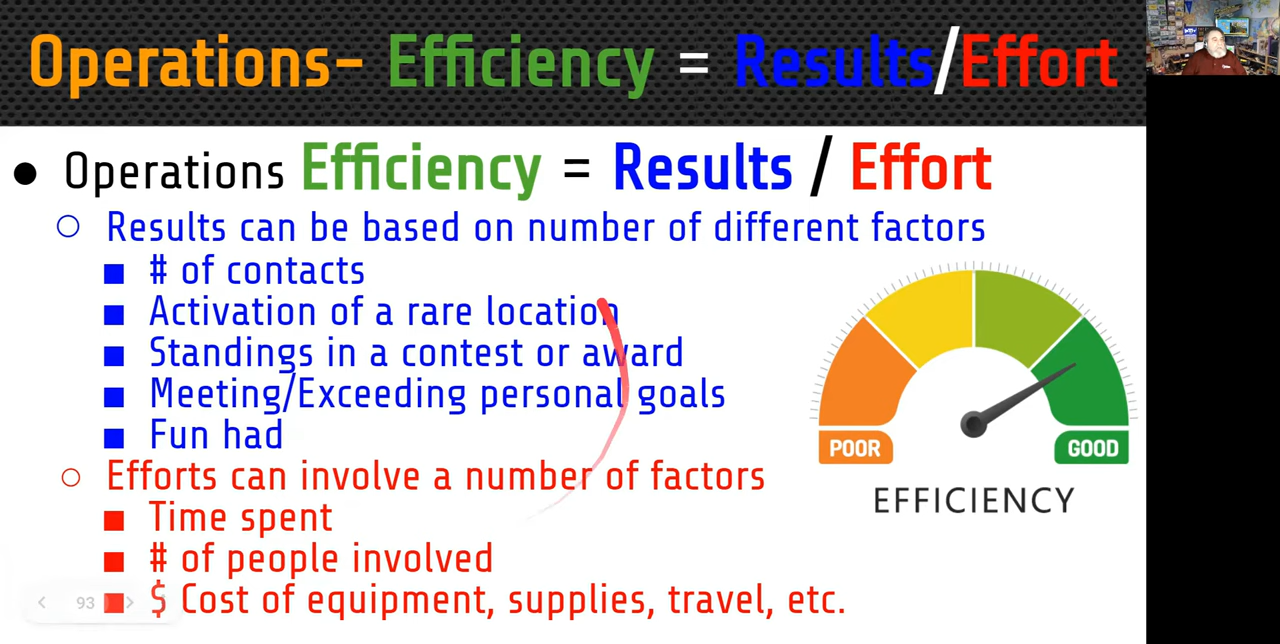 Operations- Efficiency = Results/Effort
● Operations Efficiency = Results / Effort
○ Results can be based on number of different factors
■ # of contacts
■ Activation of a rare location
■ Standings in a contest or award
■ Meeting/Exceeding personal goals
■ Fun had
○ Efforts can involve a number of factors
■ Time spent
■ # of people involved
■ $ Cost of equipment, supplies, travel, etc.
POOR
GOOD
EFFICIENCY
93